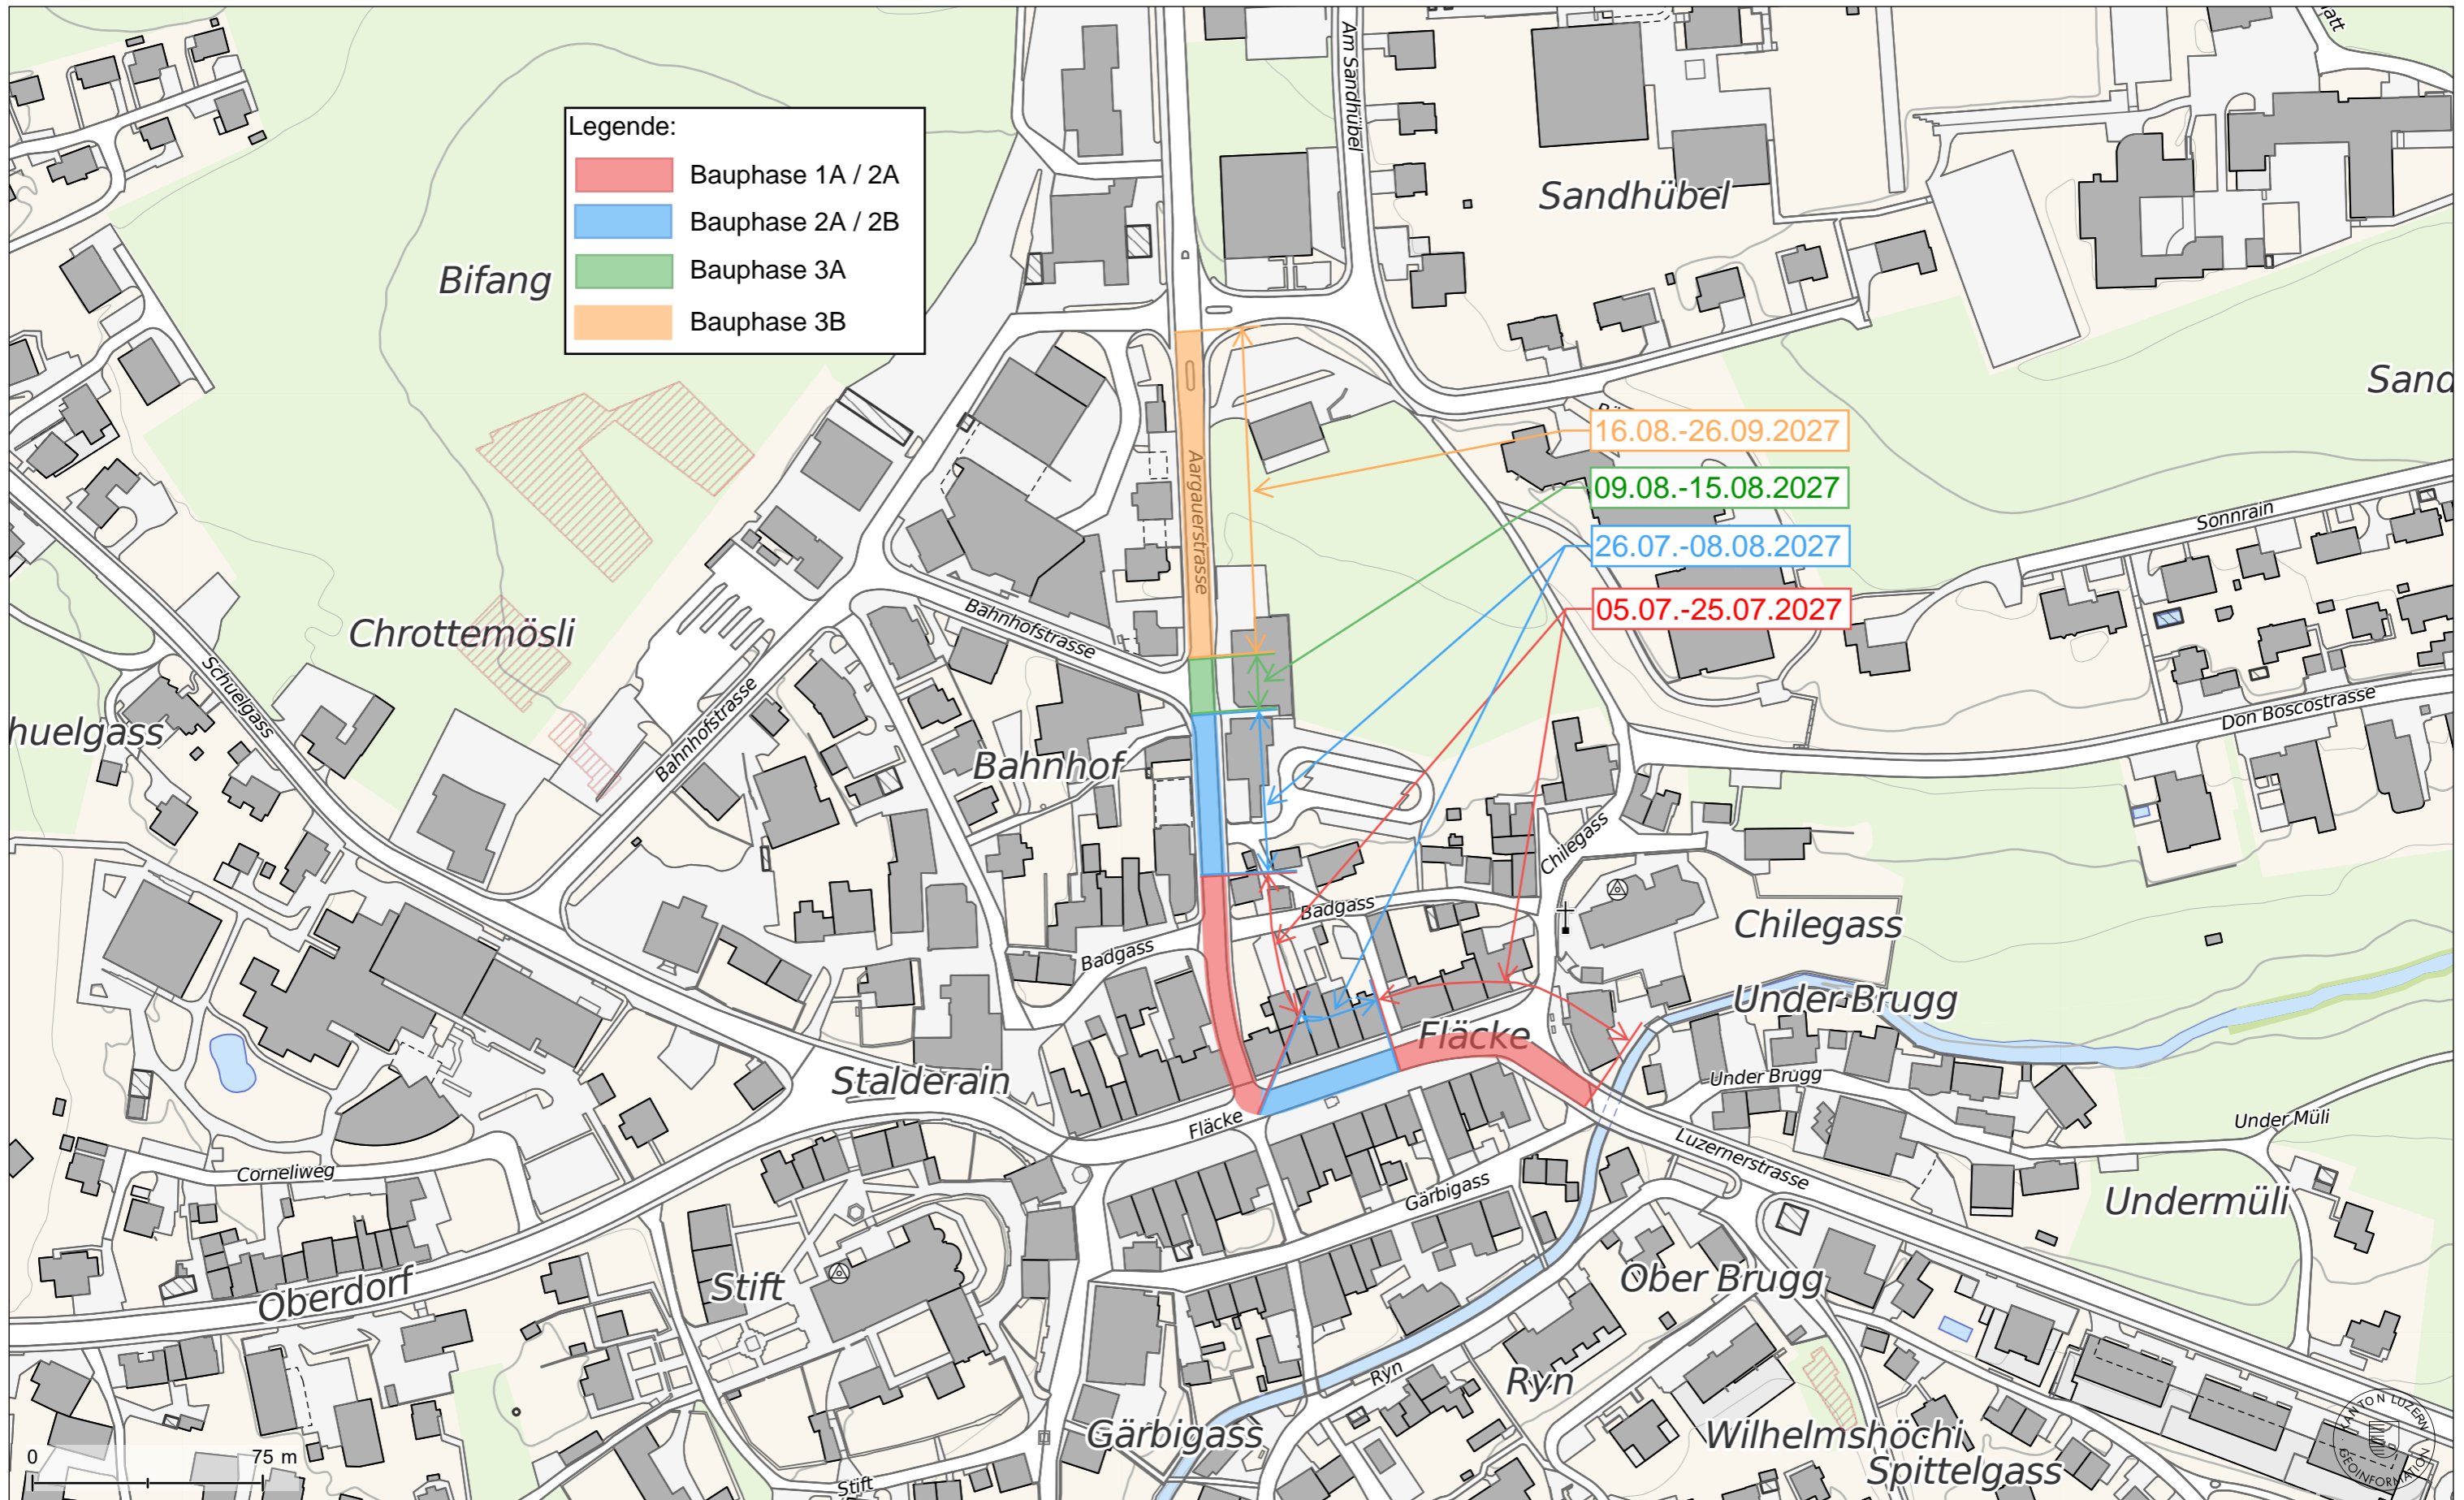 Am Sandhübel
Legende:
Bauphase 1A / 2A
Bauphase 2A / 2B
Bauphase 3A
Bauphase 3B
Sandhübel
Bifang
Sand
16.08.-26.09.2027
09.08.-15.08.2027
26.07.-08.08.2027
05.07.-25.07.2027
Aargauerstrasse
Sonnrain
Chrottemösli
Bahnhofstrasse
Schuelgass
Bahnhofstrasse
huelgass
Don Boscostrasse
Bahnhof
Chilegass
Badgass
Badgass
Chilegass
Under Brugg
Fläcke
Stalderain
Under Brugg
Fläcke
Under Müli
Luzernerstrasse
Corneliweg
Gärbigass
Undermüli
Oberdorf
Stift
Ober Brugg
Ryn
Ryn
Gärbigass
Wilhelmshöchi
Spittelgass
Stift
0 75 m
KANTON LUZERN
GEOINFORMATION